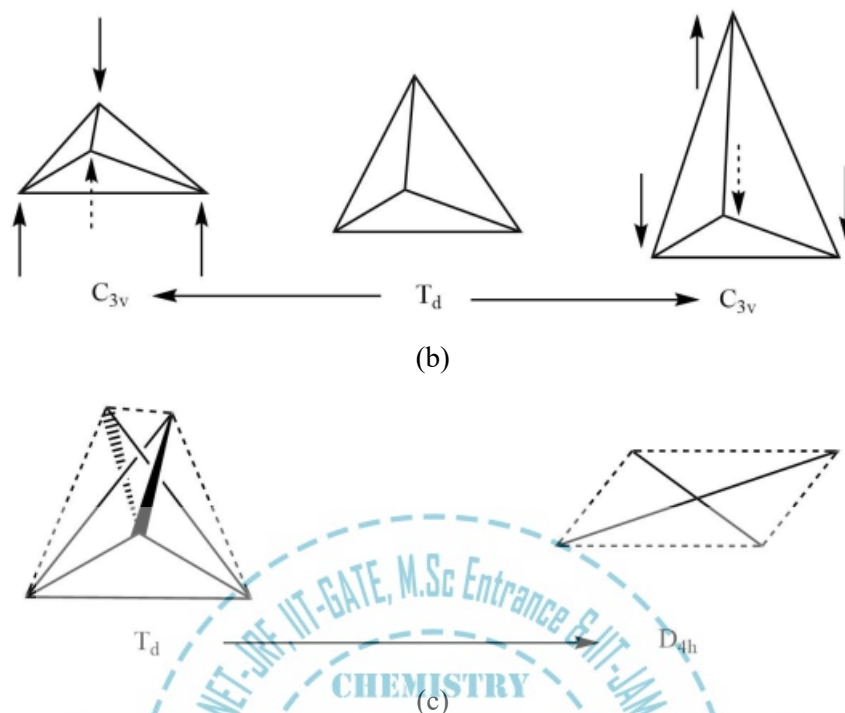 C3v Td C3v
(b)
Td D4h
NET-JRF, IIT-GATE, M.Sc Entrance & IIT-JAM
CHEMISTRY
(c)